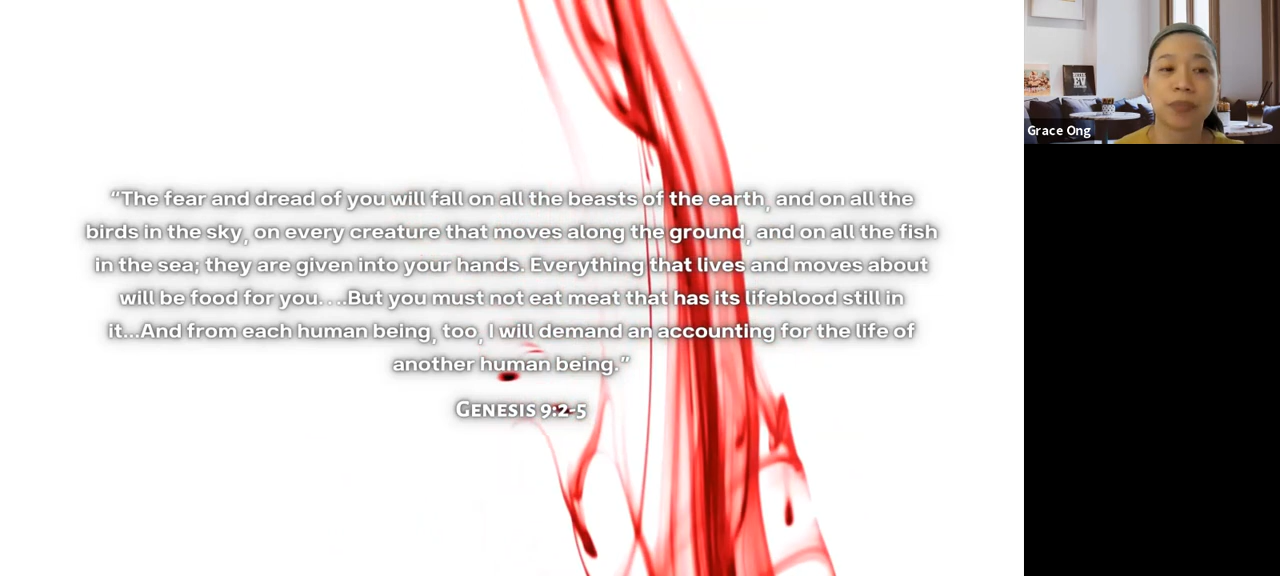 “The fear and dread of you will fall on all the beasts of the earth, and on all the
birds in the sky, on every creature that moves along the ground, and on all the fish
in the sea; they are given into your hands. Everything that lives and moves about
will be food for you. . . .But you must not eat meat that has its lifeblood still in
it...And from each human being, too, I will demand an accounting for the life of
another human being.”
Genesis 9:2-5
Grace Ong